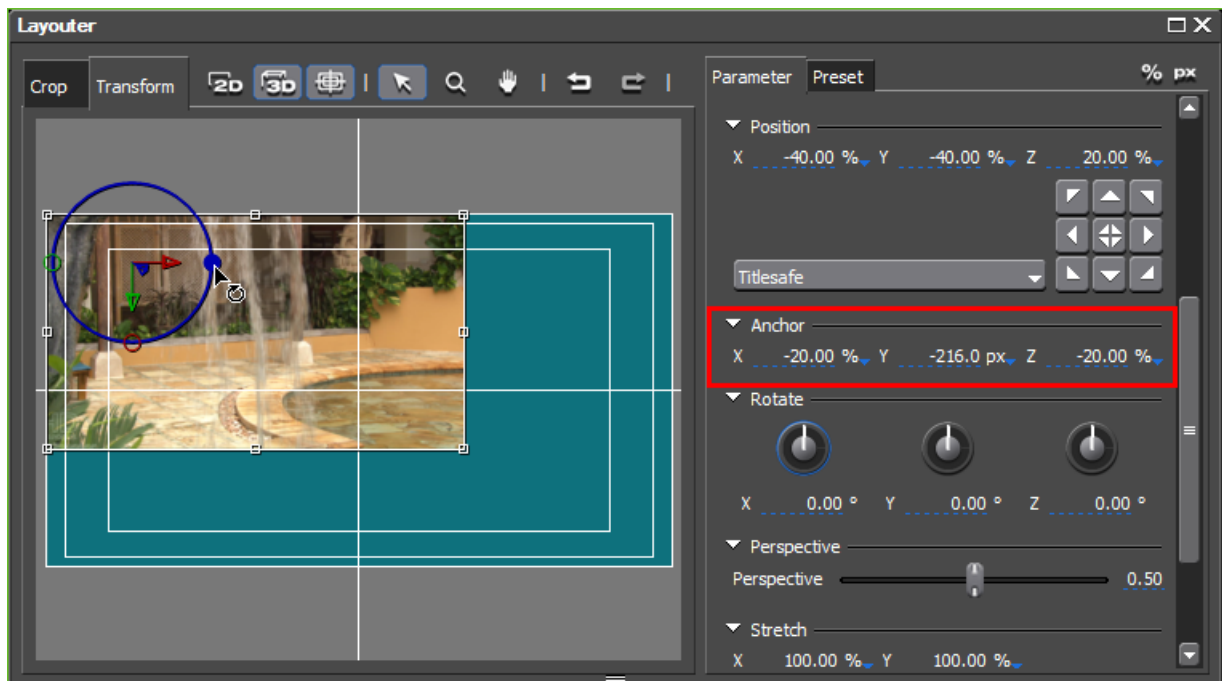 Layouter
Crop Transform 2D 3D
Parameter Preset % px
Position
X -40.00 % Y -40.00 % Z 20.00 %
Titlesafe
Anchor
X -20.00 % Y -216.0 px Z -20.00 %
Rotate
X 0.00 ° Y 0.00 ° Z 0.00 °
Perspective
Perspective 0.50
Stretch
X 100.00 % Y 100.00 %